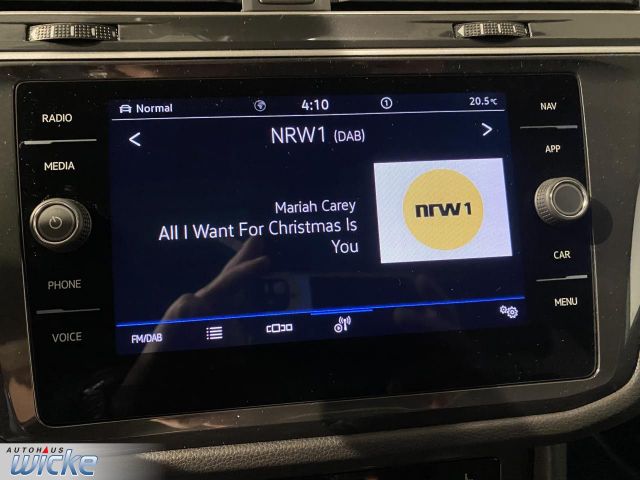 Normal
4:10
1
20.5°C
RADIO
MEDIA
PHONE
VOICE
< NRW1 (DAB) >
Mariah Carey
All I Want For Christmas Is
You
nrw1
FM/DAB
NAV
APP
CAR
MENU
AUTOHAUS
WICKE